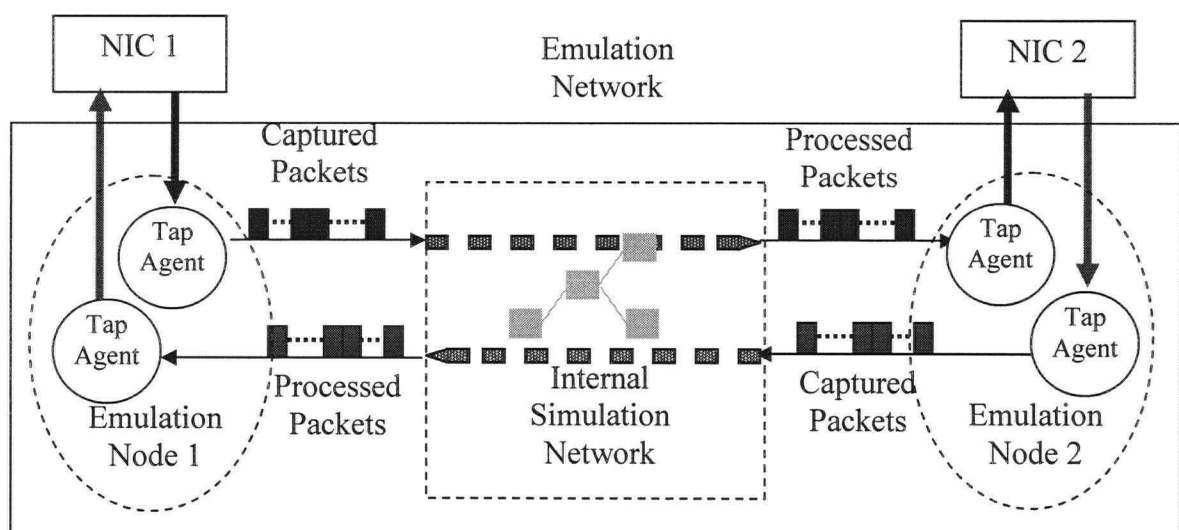 NIC 1
Emulation
Network
NIC 2
Captured
Packets
Processed
Packets
Tap
Agent
Tap
Agent
Tap
Agent
Tap
Agent
Processed
Packets
Internal
Simulation
Network
Captured
Packets
Emulation
Node 1
Emulation
Node 2